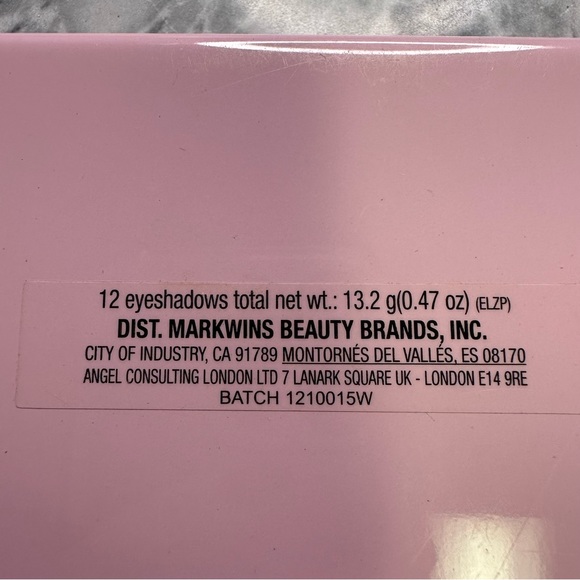 12 eyeshadows total net wt.: 13.2 g(0.47 oz) (ELZP)
DIST. MARKWINS BEAUTY BRANDS, INC.
CITY OF INDUSTRY, CA 91789 MONTORNÉS DEL VALLÉS, ES 08170
ANGEL CONSULTING LONDON LTD 7 LANARK SQUARE UK - LONDON E14 9RE
BATCH 1210015W